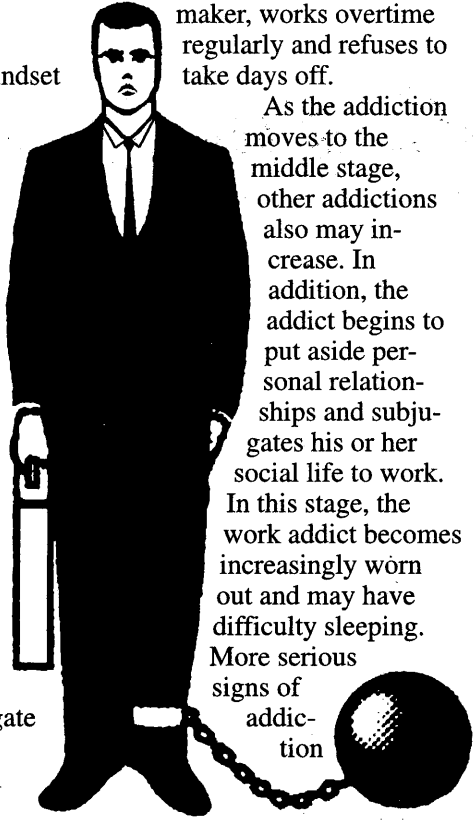 maker, works overtime
regularly and refuses to
ndset
take days off.
As the addiction
moves to the
middle stage,
other addictions
also may in-
crease. In
addition, the
addict begins to
put aside per-
sonal relation-
ships and subju-
gates his or her
social life to work.
In this stage, the
work addict becomes
increasingly worn
out and may have
difficulty sleeping.
More serious
signs of
gate
addic-
tion